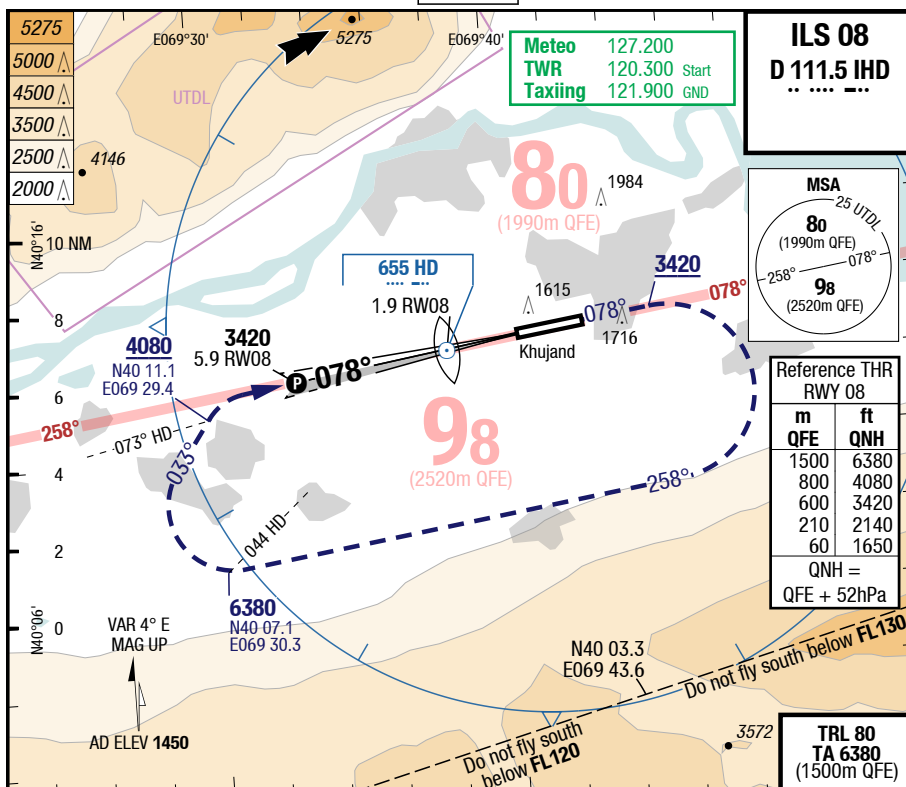 5275
5000
4500
3500
2500
2000
4146
E069°30'
5275
E069°40'
UTDL
Meteo 127.200
TWR 120.300 Start
Taxiing 121.900 GND
ILS 08
D 111.5 IHD
80
(1990m QFE)
1984
MSA
25 UTDL
80
(1990m QFE)
258° 078°
98
(2520m QFE)
N40°16'
10 NM
8
6
4
2
0
N40°06'
655 HD
1.9 RW08
1615
078°
3420
078°
1716
Khujand
4080
N40 11.1
E069 29.4
3420
5.9 RW08
P
078°
258°
073° HD
033°
044 HD
98
(2520m QFE)
258°
6380
N40 07.1
E069 30.3
Reference THR
RWY 08
m ft
QFE QNH
1500 6380
800 4080
600 3420
210 2140
60 1650
QNH =
QFE + 52hPa
VAR 4° E
MAG UP
AD ELEV 1450
N40 03.3
E069 43.6
Do not fly south below FL130
Do not fly south
below FL120
3572
TRL 80
TA 6380
(1500m QFE)